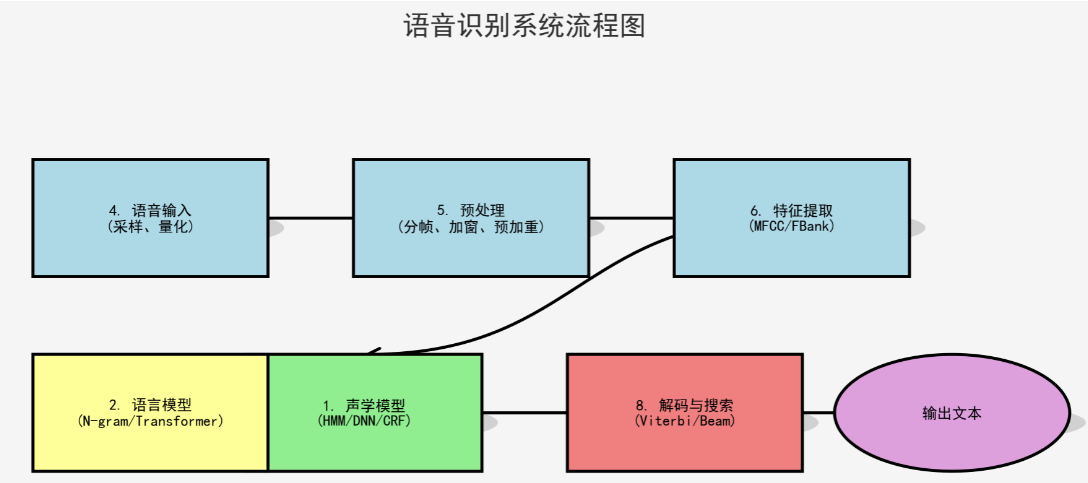 语音识别系统流程图
4. 语音输入
(采样、量化)
5. 预处理
(分帧、加窗、预加重)
6. 特征提取
(MFCC/FBank)
2. 语言模型
(N-gram/Transformer)
1. 声学模型
(HMM/DNN/CRF)
8. 解码与搜索
(Viterbi/Beam)
输出文本